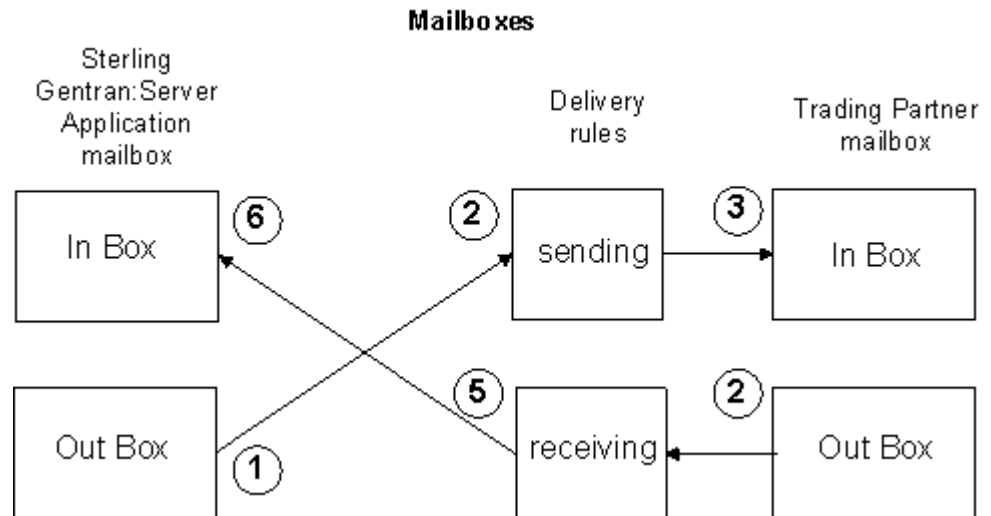 Mailboxes
Sterling
Gentran:Server
Application
mailbox
Delivery
rules
Trading Partner
mailbox
In Box
6
2
sending
3
In Box
Out Box
1
5
receiving
2
Out Box